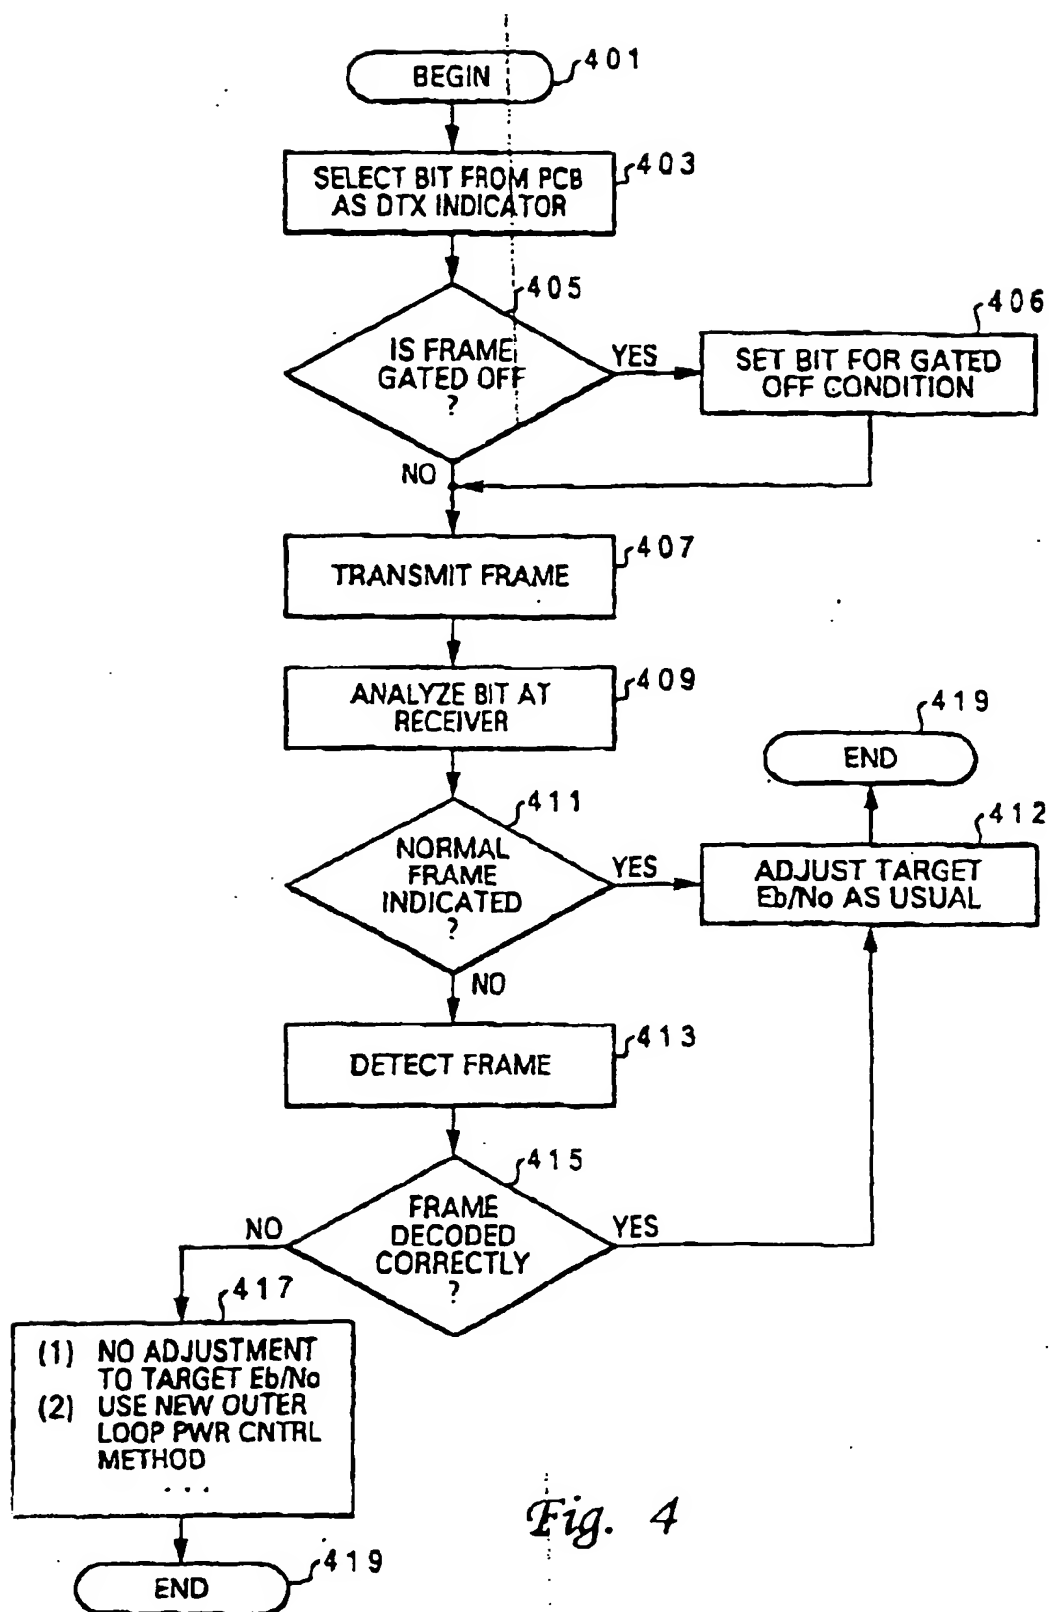 BEGIN
401
SELECT BIT FROM PCB
AS DTX INDICATOR
403
405
IS FRAME
GATED OFF
?
YES
406
SET BIT FOR GATED
OFF CONDITION
NO
TRANSMIT FRAME
407
ANALYZE BIT AT
RECEIVER
409
419
END
411
NORMAL
FRAME
INDICATED
?
YES
412
ADJUST TARGET
Eb/No AS USUAL
NO
DETECT FRAME
413
415
FRAME
DECODED
CORRECTLY
?
YES
NO
417
(1) NO ADJUSTMENT
TO TARGET Eb/No
(2) USE NEW OUTER
LOOP PWR CNTRL
METHOD
. . .
END
419
Fig. 4